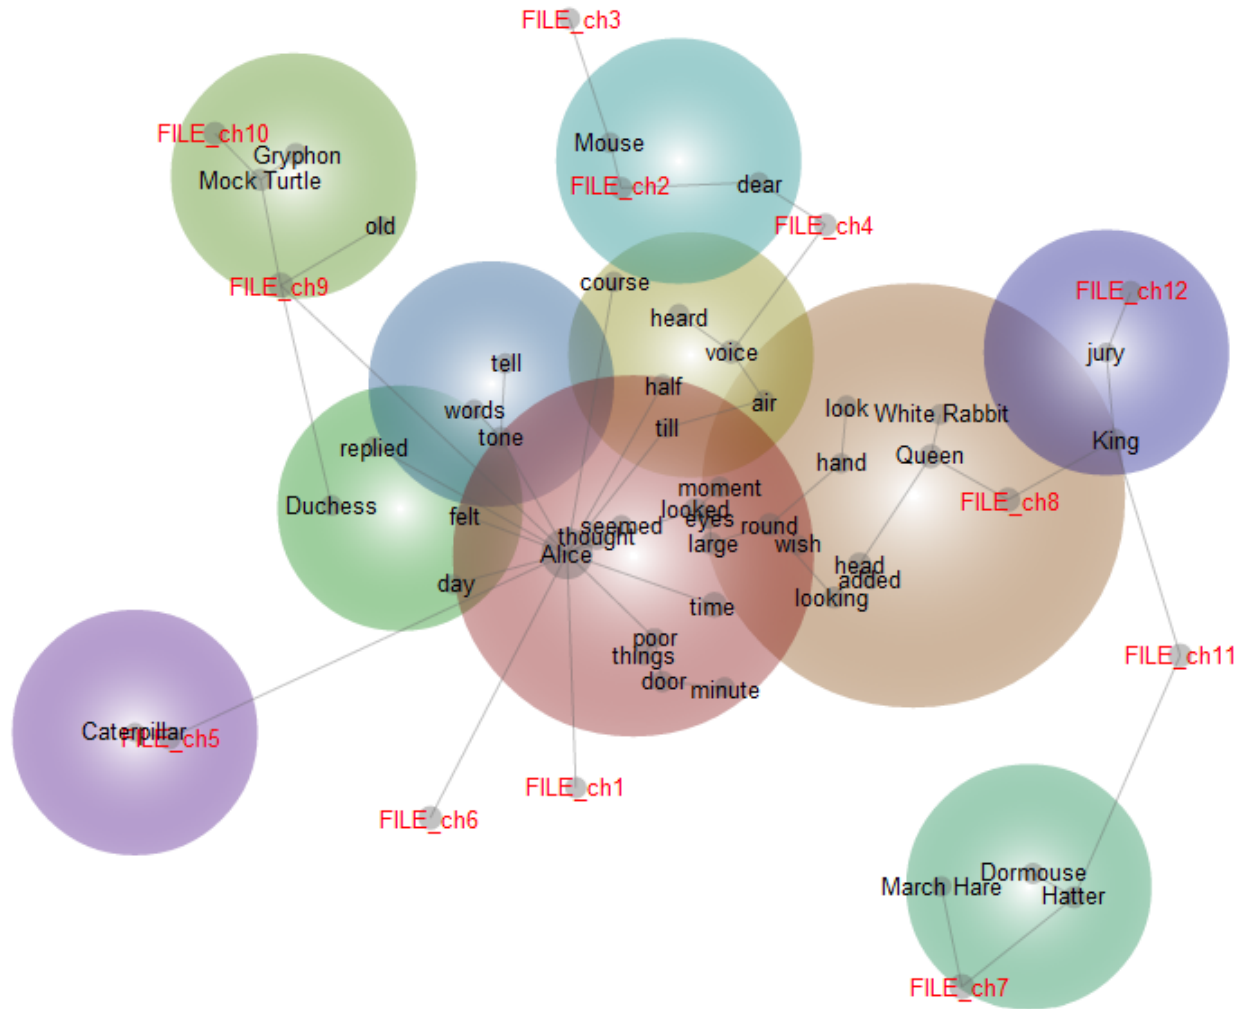 FILE_ch3
FILE_ch10
Gryphon
Mock Turtle
old
FILE_ch9
Mouse
FILE_ch2
dear
FILE_ch4
course
heard
voice
half
air
till
tell
words
tone
replied
Duchess
felt
day
FILE_ch12
jury
King
look
White Rabbit
hand
Queen
FILE_ch8
moment
looked
eyes
seemed
round
thought
large
wish
Alice
head
added
looking
time
poor
things
door
minute
FILE_ch11
Caterpillar
FILE_ch5
FILE_ch1
FILE_ch6
Dormouse
March Hare
Hatter
FILE_ch7